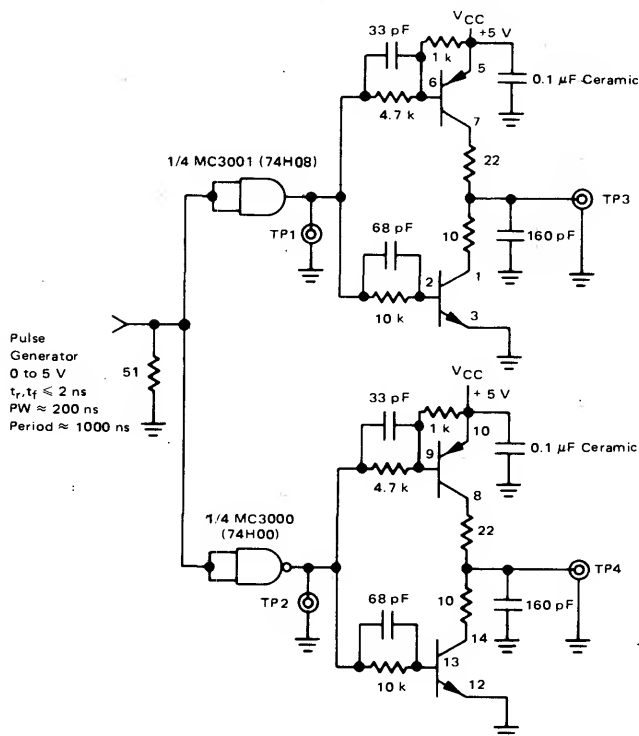 33 pF
1 k
VCC
+5 V
5
6
0.1 μF Ceramic
4.7 k
7
1/4 MC3001 (74H08)
22
TP3
TP1
10
160 pF
68 pF
2
1
3
10 k
Pulse
Generator
0 to 5 V
tr, tf ≤ 2 ns
PW ≈ 200 ns
Period ≈ 1000 ns
51
VCC
+ 5 V
33 pF
1 k
10
9
0.1 μF Ceramic
4.7 k
8
1/4 MC3000
(74H00)
22
TP4
TP2
10
160 pF
68 pF
14
13
12
10 k